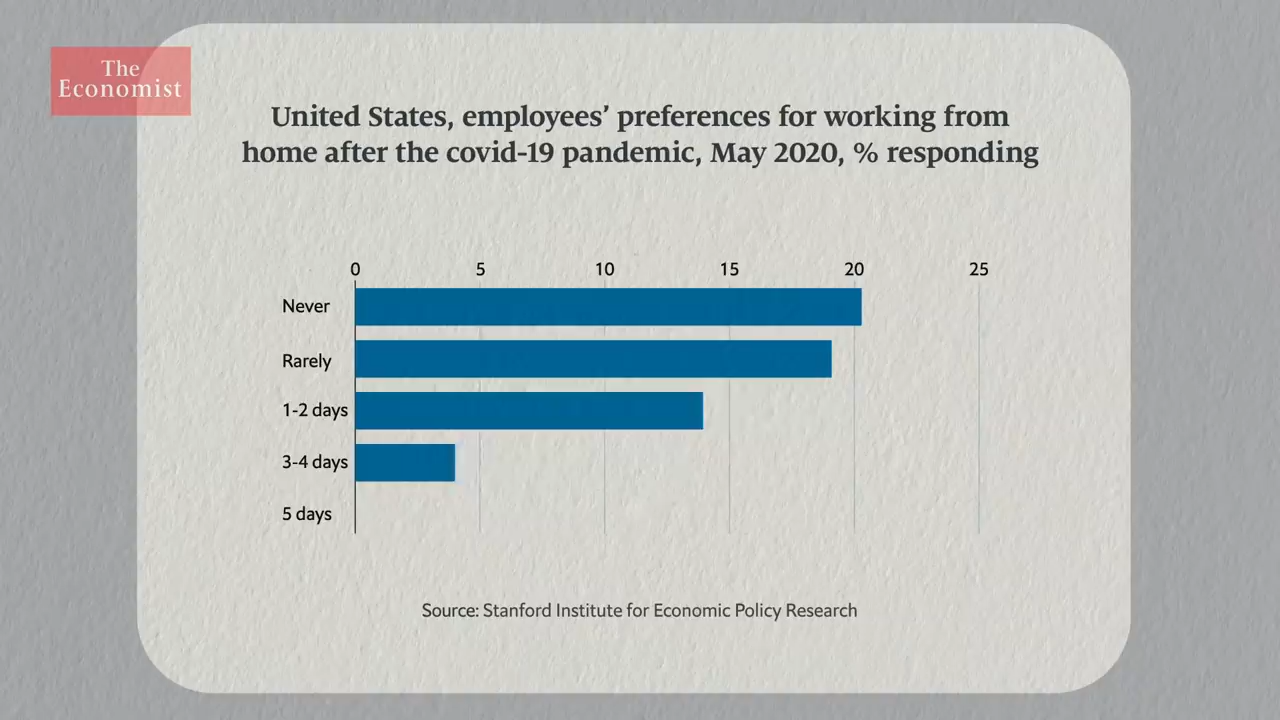 The
Economist
United States, employees’ preferences for working from
home after the covid-19 pandemic, May 2020, % responding
0 5 10 15 20 25
Never
Rarely
1-2 days
3-4 days
5 days
Source: Stanford Institute for Economic Policy Research